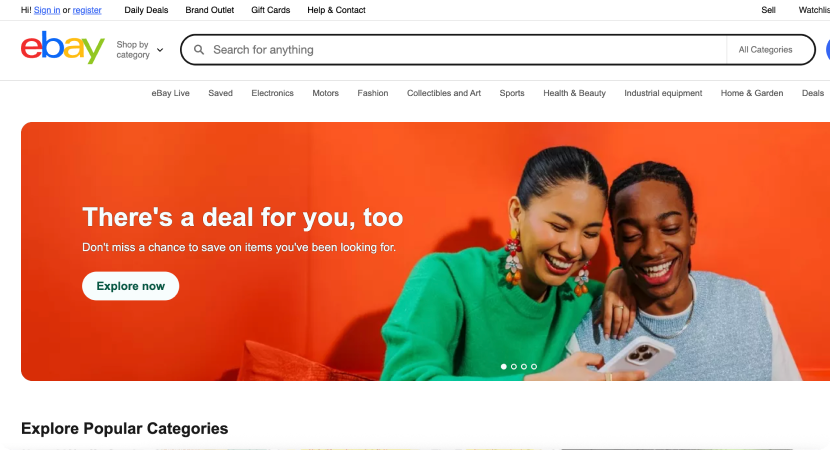 Hi! Sign in or register Daily Deals Brand Outlet Gift Cards Help & Contact Sell
ebay
Shop by
category
Search for anything
All Categories
eBay Live Saved Electronics Motors Fashion Collectibles and Art Sports Health & Beauty Industrial equipment Home & Garden Deals
There's a deal for you, too
Don't miss a chance to save on items you've been looking for.
Explore now
Explore Popular Categories